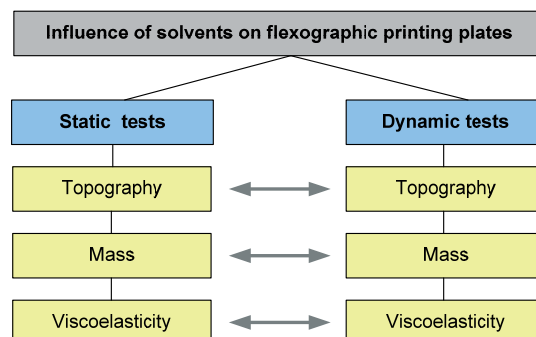 Influence of solvents on flexographic printing plates
Static tests
Dynamic tests
Topography
Topography
Mass
Mass
Viscoelasticity
Viscoelasticity